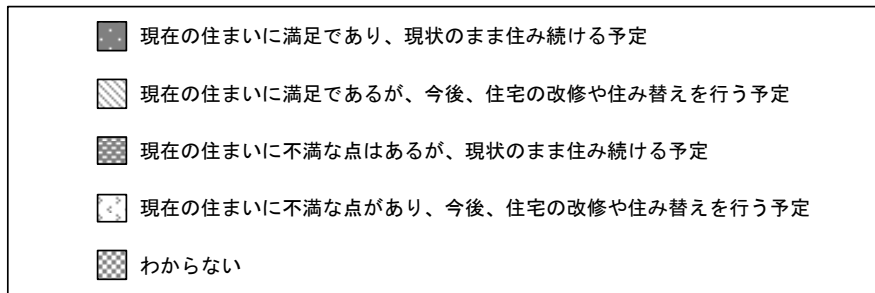 現在の住まいに満足であり、現状のまま住み続ける予定
現在の住まいに満足であるが、今後、住宅の改修や住み替えを行う予定
現在の住まいに不満な点はあるが、現状のまま住み続ける予定
現在の住まいに不満な点があり、今後、住宅の改修や住み替えを行う予定
わからない